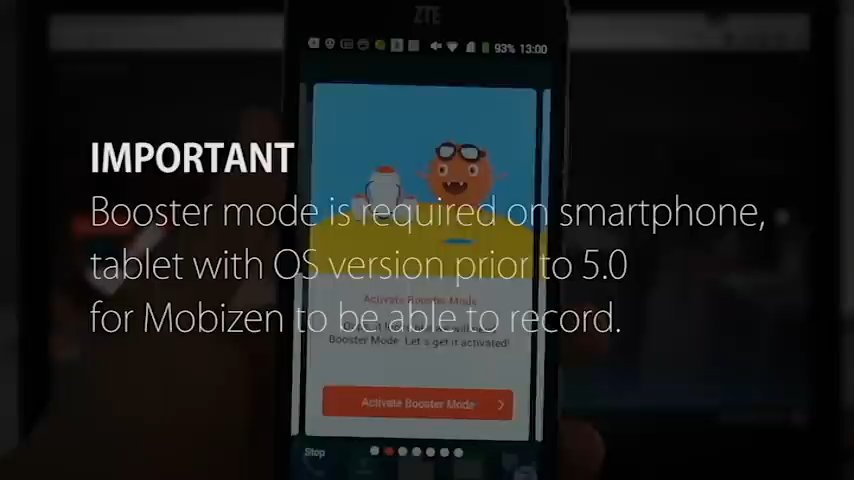 ZTE
93% 13:00
IMPORTANT
Booster mode is required on smartphone,
tablet with OS version prior to 5.0
for Mobizen to be able to record.
Activate Booster Mode
Booster Mode. Let's get it activated!
Activate Booster Mode
Stop